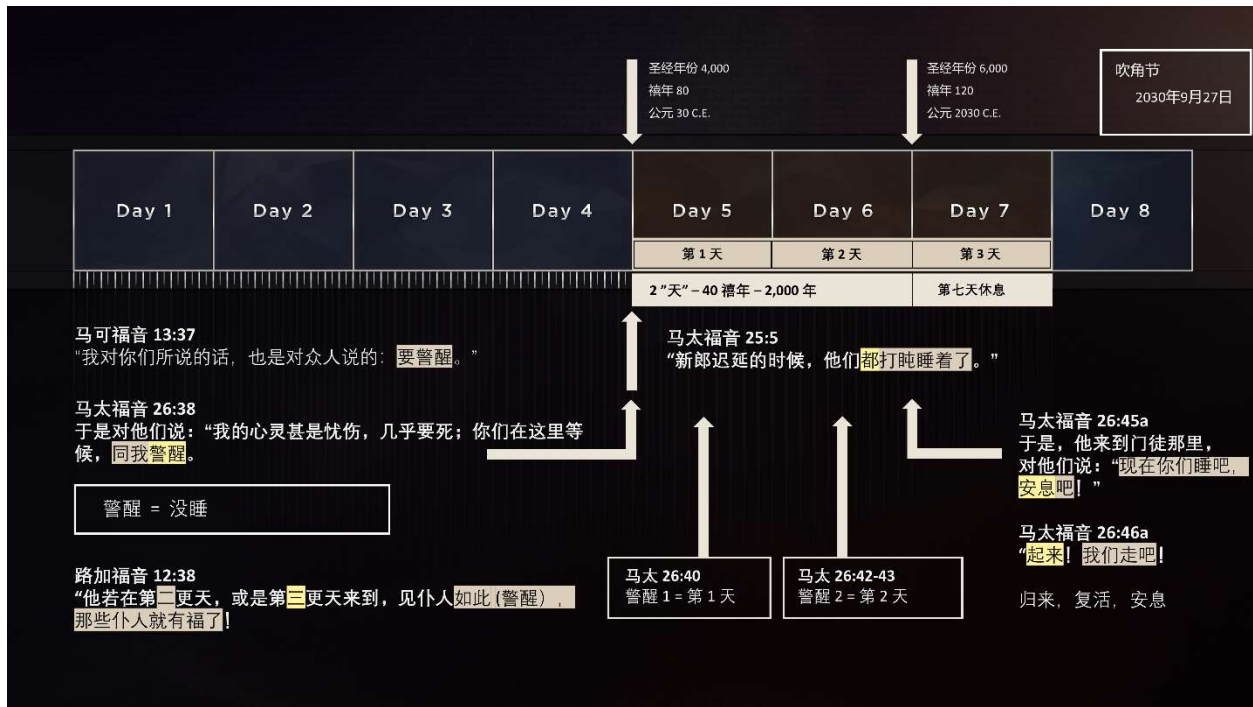 圣经年份 4,000
禧年 80
公元 30 C.E.
圣经年份 6,000
禧年 120
公元 2030 C.E.
吹角节
2030年9月27日
Day 1
Day 2
Day 3
Day 4
Day 5
Day 6
Day 7
Day 8
第 1 天
第 2 天
第 3 天
2 ”天” – 40 禧年 – 2,000 年
第七天休息
马可福音 13:37
“我对你们所说的话，也是对众人说的：要警醒。”
马太福音 25:5
“新郎迟延的时候，他们都打盹睡着了。”
马太福音 26:38
于是对他们说：“我的心灵甚是忧伤，几乎要死；你们在这里等
候，同我警醒。
警醒 = 没睡
路加福音 12:38
“他若在第二更天，或是第三更天来到，见仆人如此 (警醒），
那些仆人就有福了!
马太 26:40
警醒 1 = 第 1 天
马太 26:42-43
警醒 2 = 第 2 天
马太福音 26:45a
于是，他来到门徒那里，
对他们说：“现在你们睡吧，
安息吧! ”
马太福音 26:46a
“起来! 我们走吧!
归来，复活，安息